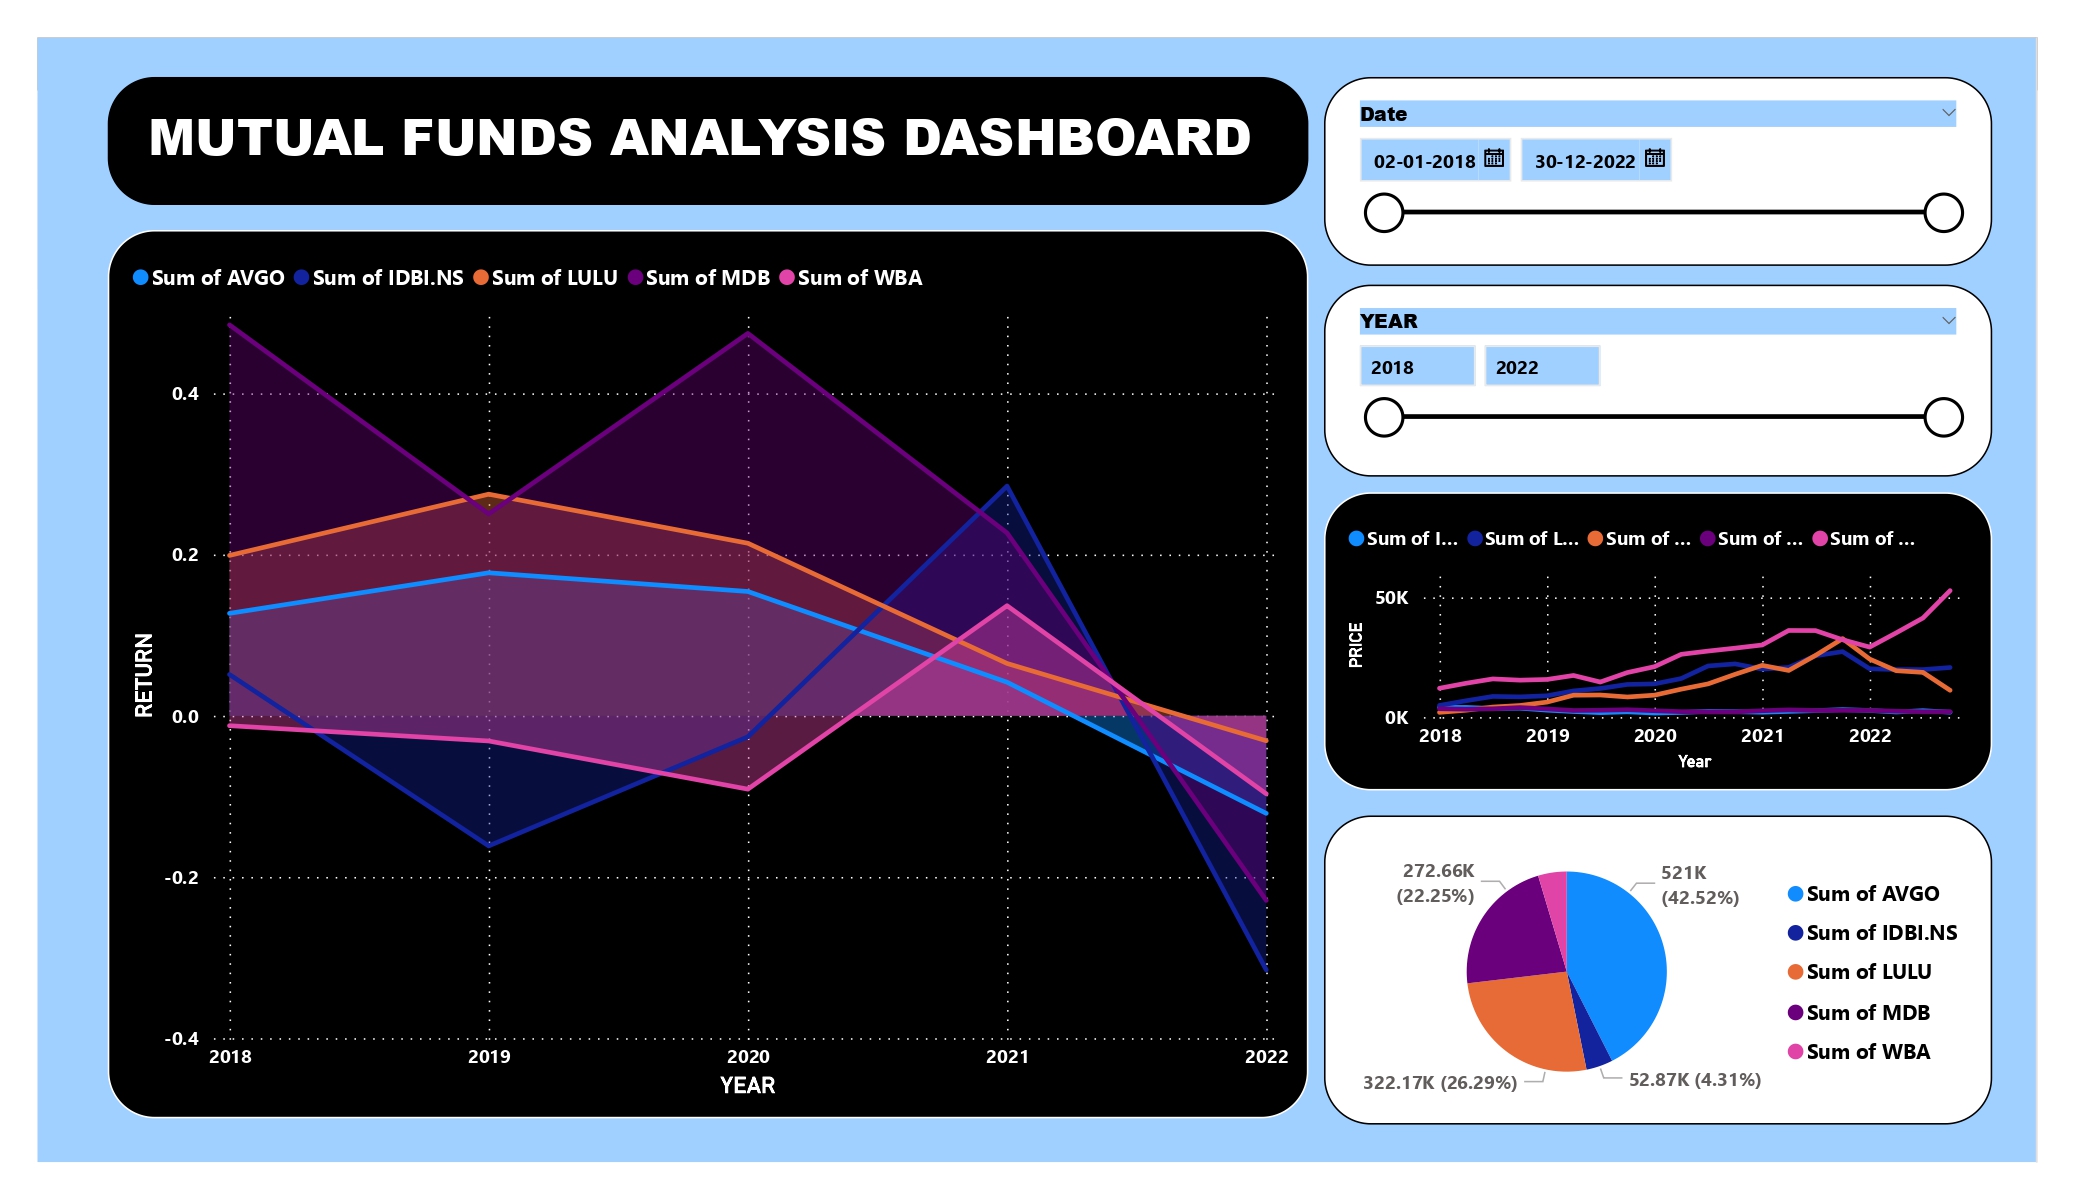 MUTUAL FUNDS ANALYSIS DASHBOARD
Sum of AVGO Sum of IDBI.NS Sum of LULU Sum of MDB Sum of WBA
0.4
0.2
0.0
-0.2
-0.4
RETURN
2018 2019 2020 2021 2022
YEAR
Date
02-01-2018 30-12-2022
YEAR
2018 2022
Sum of I... Sum of L... Sum of ... Sum of ... Sum of ...
50K
0K
PRICE
2018 2019 2020 2021 2022
Year
272.66K
(22.25%)
521K
(42.52%)
322.17K (26.29%)
52.87K (4.31%)
Sum of AVGO
Sum of IDBI.NS
Sum of LULU
Sum of MDB
Sum of WBA